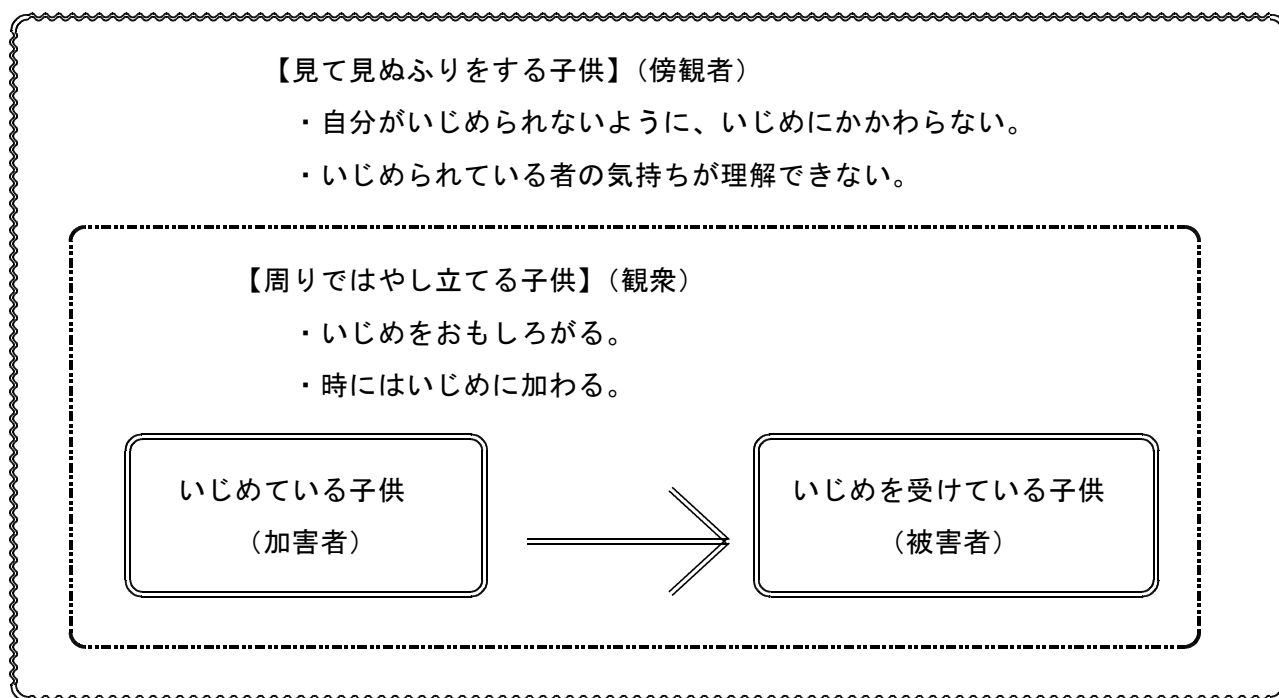 【見て見ぬふりをする子供】（傍観者）
・自分がいじめられないように、いじめにかかわらない。
・いじめられている者の気持ちが理解できない。
【周りではやし立てる子供】（観衆）
・いじめをおもしろがる。
・時にはいじめに加わる。
いじめている子供
（加害者）
いじめを受けている子供
（被害者）